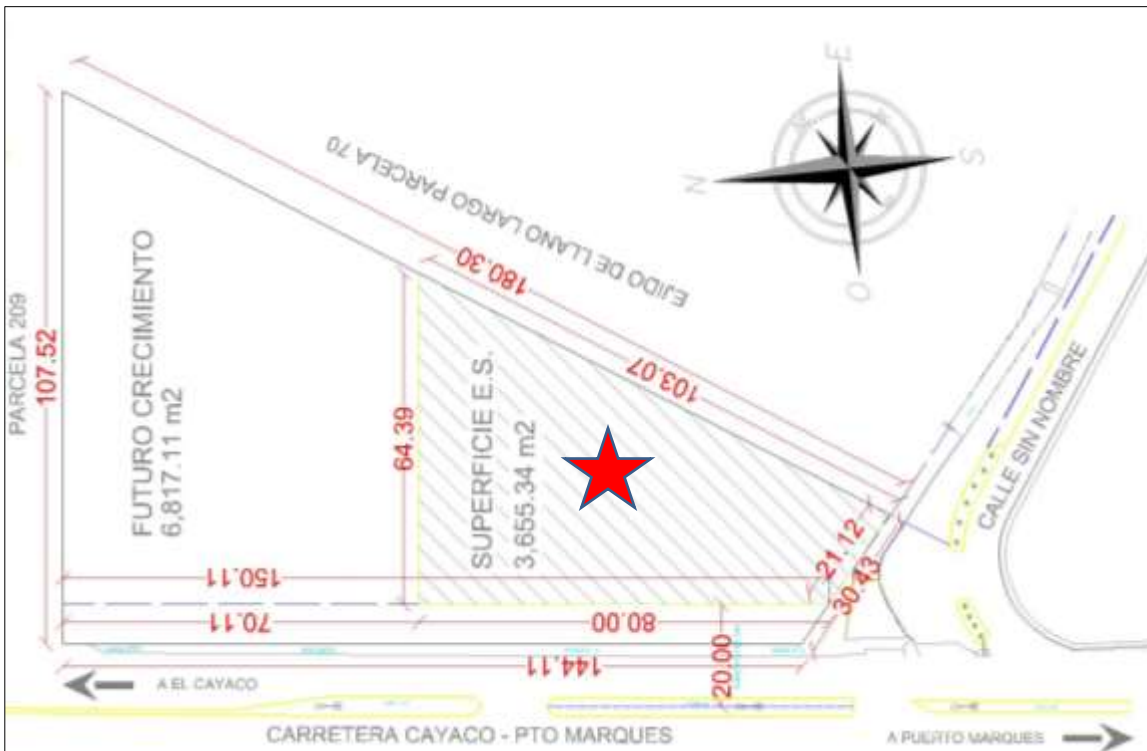 E
N
S
O
EJIDO DE LLANO LARGO PARCELA 70
180.30
103.07
PARCELA 209
107.52
FUTURO CRECIMIENTO
6,817.11 m2
64.39
SUPERFICIE E.S.
3,655.34 m2
CALLE SIN NOMBRE
21.12
30.43
150.11
70.11
80.00
20.00
144.11
A EL CAYACO
CARRETERA CAYACO - PTO MARQUES
A PUERTO MARQUES